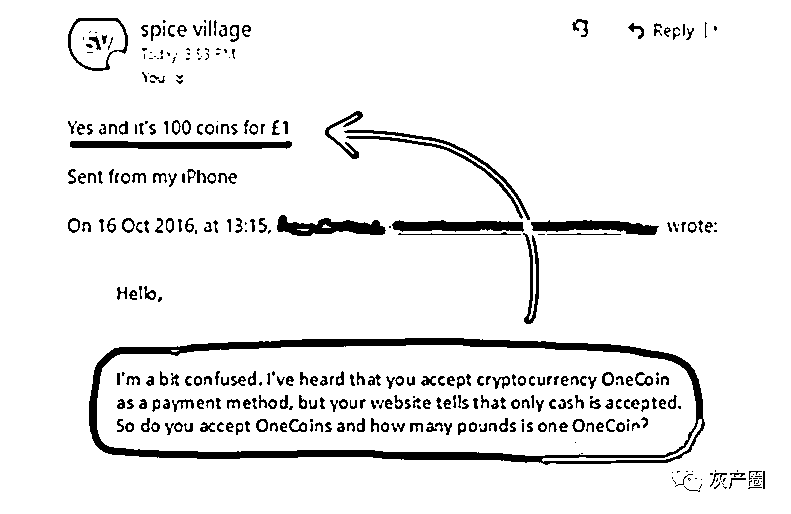 spice village
Today 3:53 PM
You
Reply
Yes and it's 100 coins for £1
Sent from my iPhone
On 16 Oct 2016, at 13:15, wrote:
Hello,
I'm a bit confused. I've heard that you accept cryptocurrency OneCoin
as a payment method, but your website tells that only cash is accepted.
So do you accept OneCoins and how many pounds is one OneCoin?
灰产圈